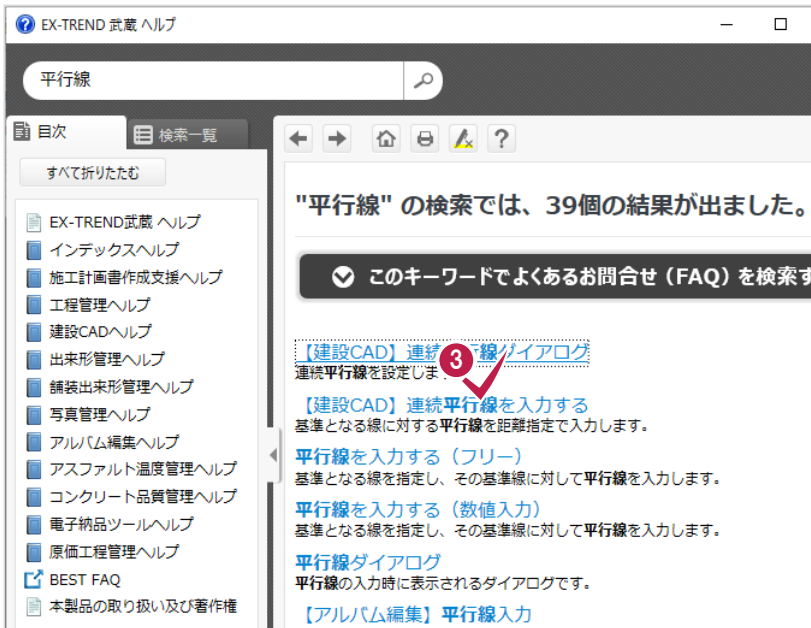 EX-TREND 武蔵 ヘルプ
平行線
目次
検索一覧
すべて折りたたむ
EX-TREND武蔵 ヘルプ
インデックスヘルプ
施工計画書作成支援ヘルプ
工程管理ヘルプ
建設CADヘルプ
出来形管理ヘルプ
舗装出来形管理ヘルプ
写真管理ヘルプ
アルバム編集ヘルプ
アスファルト温度管理ヘルプ
コンクリート品質管理ヘルプ
電子納品ツールヘルプ
原価工程管理ヘルプ
BEST FAQ
本製品の取り扱い及び著作権
"平行線" の検索では、39個の結果が出ました。
このキーワードでよくあるお問合せ（FAQ）を検索す
【建設CAD】連続 行線ダイアログ
3
連続平行線を設定しま
【建設CAD】連続平行線を入力する
基準となる線に対する平行線を距離指定で入力します。
平行線を入力する（フリー）
基準となる線を指定し、その基準線に対して平行線を入力します。
平行線を入力する（数値入力）
基準となる線を指定し、その基準線に対して平行線を入力します。
平行線ダイアログ
平行線の入力時に表示されるダイアログです。
【アルバム編集】平行線入力